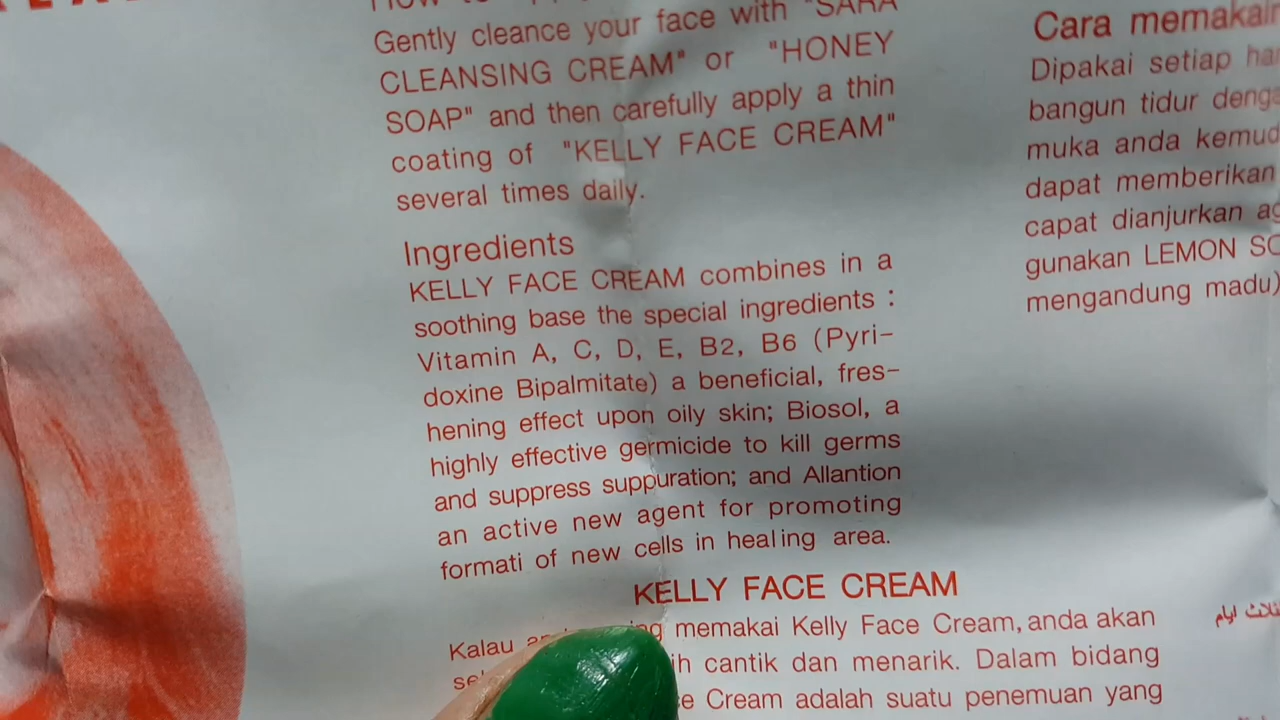 Gently cleance your face with "SARA
CLEANSING CREAM" or "HONEY
SOAP" and then carefully apply a thin
coating of "KELLY FACE CREAM"
several times daily.
Ingredients
KELLY FACE CREAM combines in a
soothing base the special ingredients :
Vitamin A, C, D, E, B2, B6 (Pyri-
doxine Bipalmitate) a beneficial, fres-
hening effect upon oily skin; Biosol, a
highly effective germicide to kill germs
and suppress suppuration; and Allantion
an active new agent for promoting
formati of new cells in healing area.
KELLY FACE CREAM
Kalau memakai Kelly Face Cream, anda akan
cantik dan menarik. Dalam bidang
Cream adalah suatu penemuan yang
Cara memakain
Dipakai setiap
bangun tidur
muka anda
dapat memberikan
capat dianjurkan
gunakan LEMON
mengandung madu)